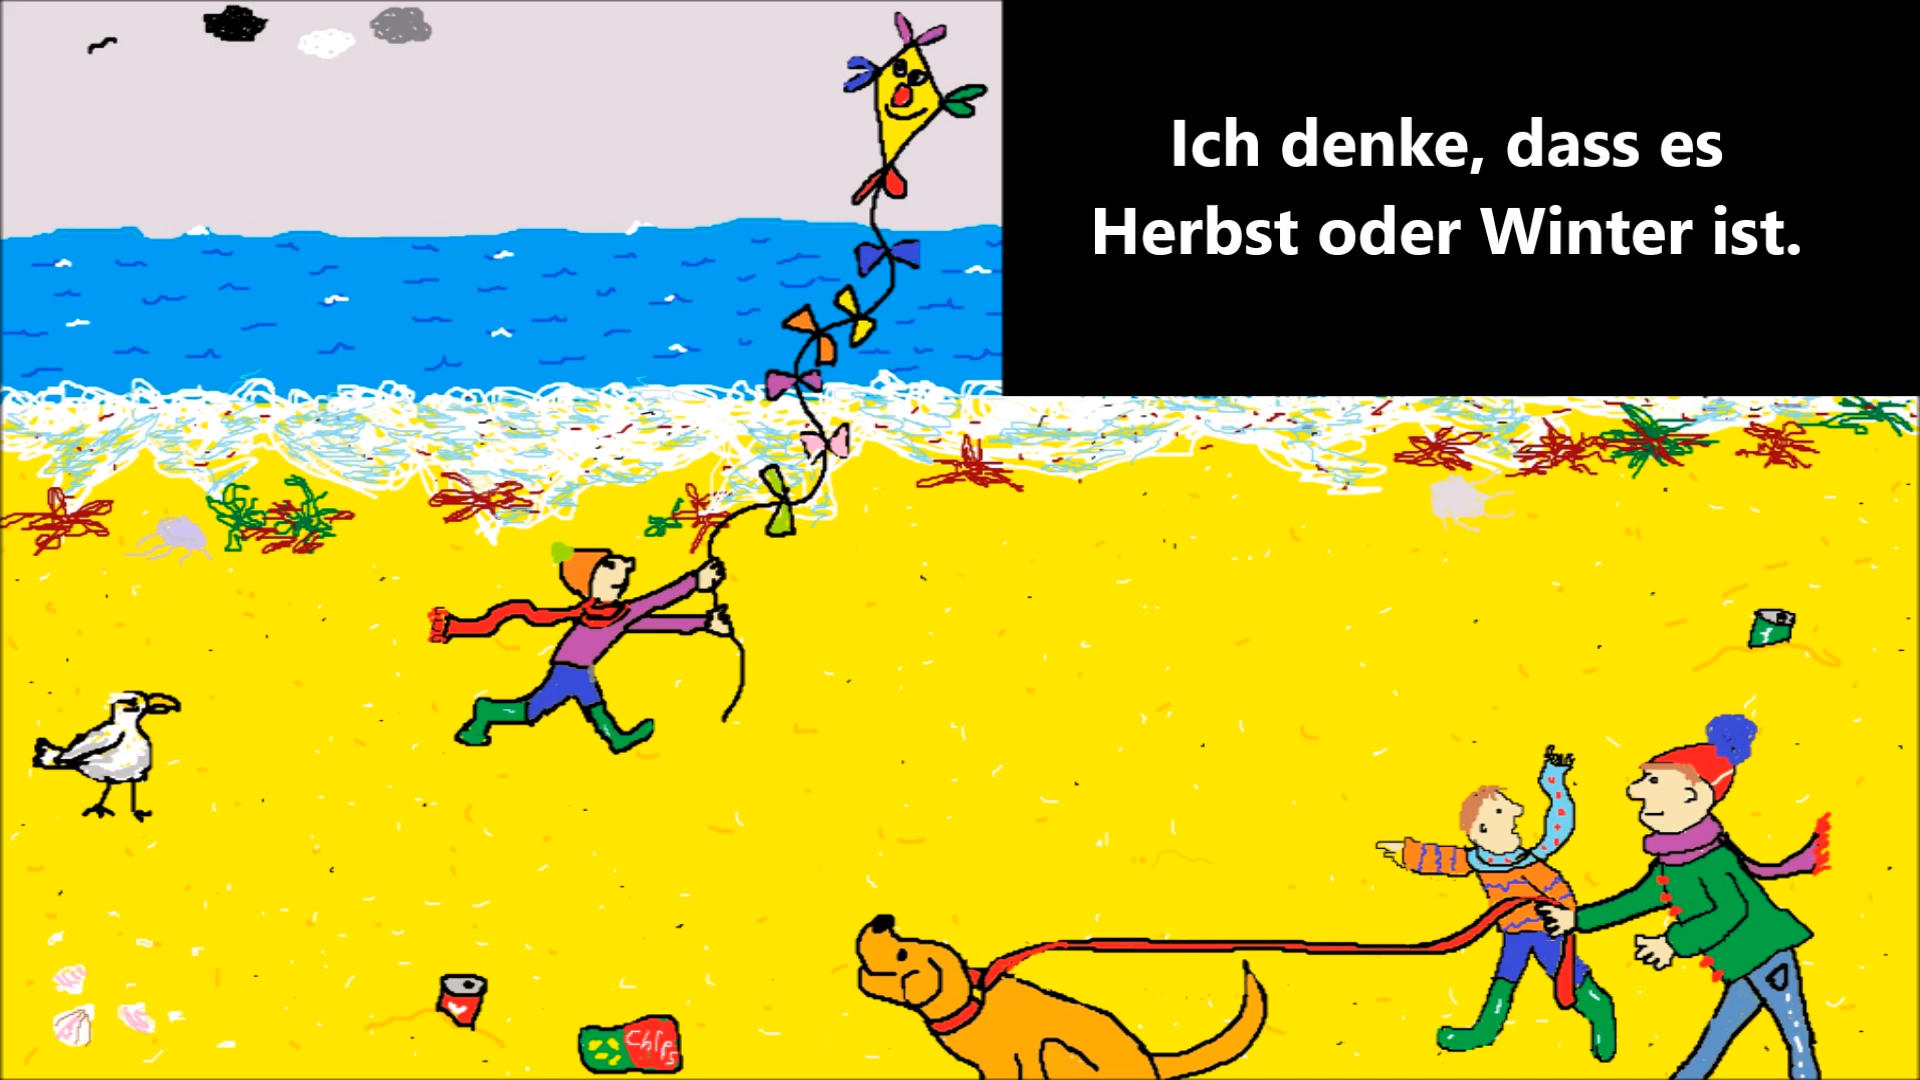 Ich denke, dass es
Herbst oder Winter ist.
Chips